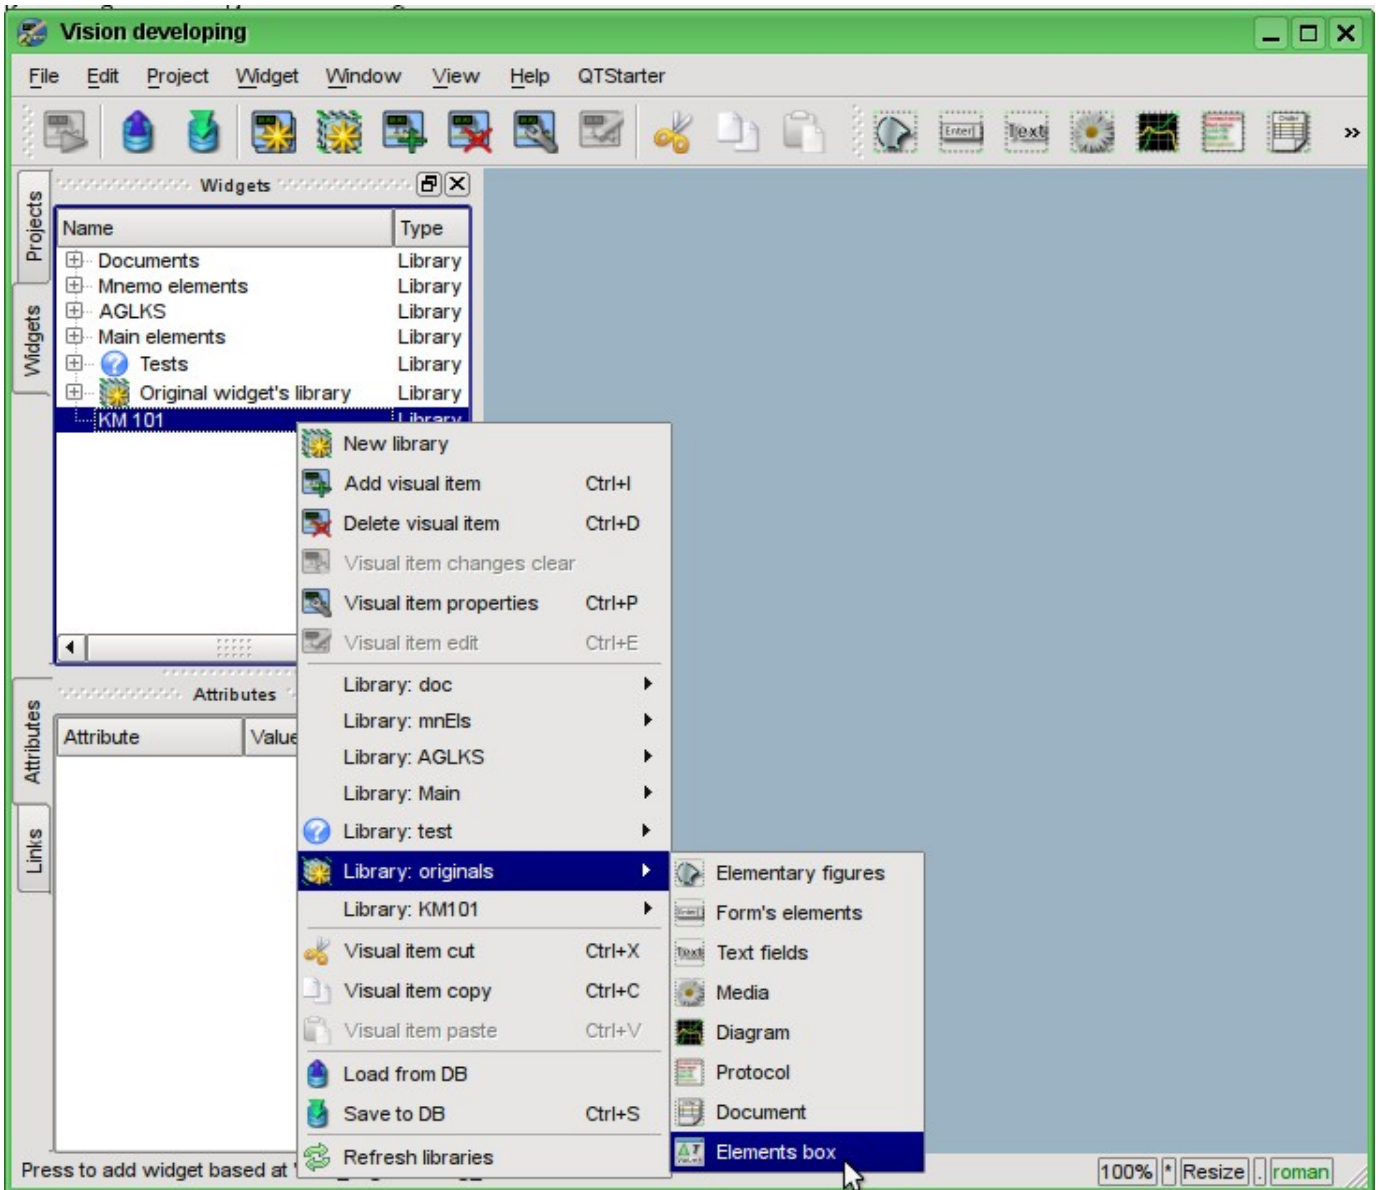 Vision developing
File Edit Project Widget Window View Help QTStarter
Enter Text
Projects
Widgets
Widgets
Name Type
Documents Library
Mnemo elements Library
AGLKS Library
Main elements Library
Tests Library
Original widget's library Library
KM 101 Library
New library
Add visual item Ctrl+I
Delete visual item Ctrl+D
Visual item changes clear
Visual item properties Ctrl+P
Visual item edit Ctrl+E
Library: doc
Library: mnEls
Library: AGLKS
Library: Main
Library: test
Library: originals
Library: KM101
Visual item cut Ctrl+X
Visual item copy Ctrl+C
Visual item paste Ctrl+V
Load from DB
Save to DB Ctrl+S
Refresh libraries
Elementary figures
Form's elements
Text fields
Media
Diagram
Protocol
Document
Elements box
Attributes
Links
Attributes
Attribute Value
Press to add widget based at '
100% * Resize . roman